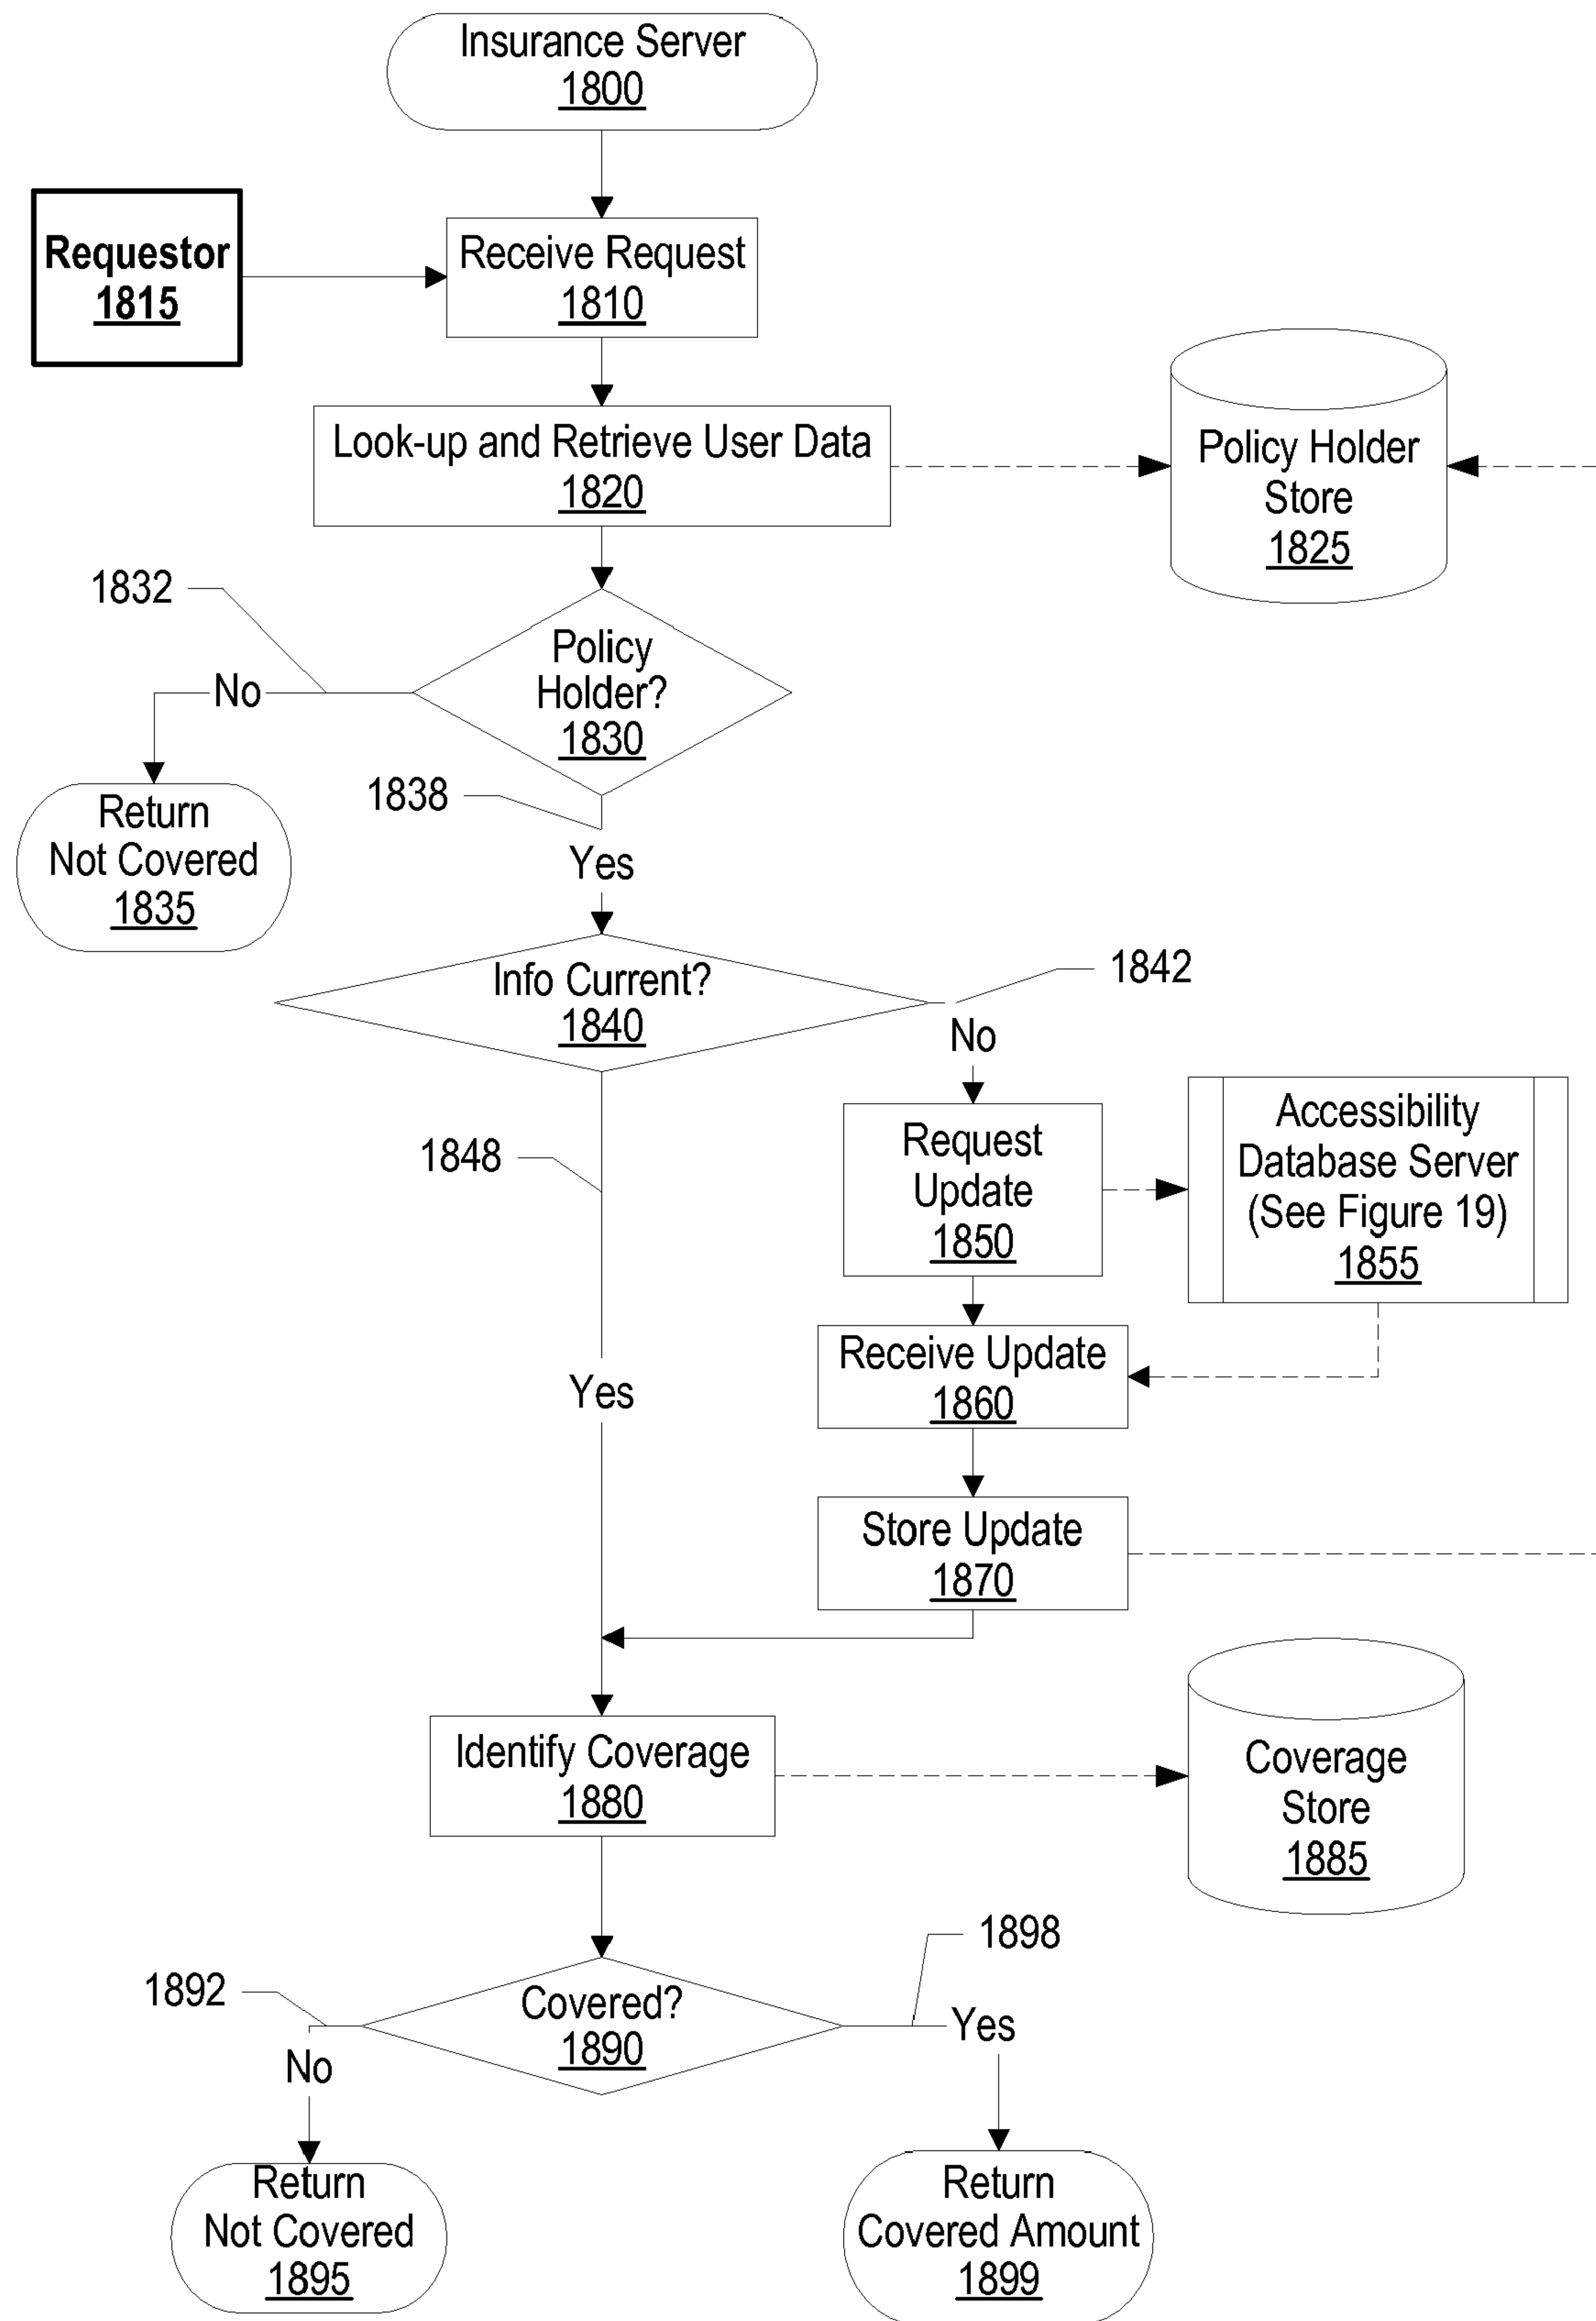 Insurance Server
1800
Requestor
1815
Receive Request
1810
Look-up and Retrieve User Data
1820
Policy Holder
Store
1825
1832
Policy
Holder?
1830
No
1838
Return
Not Covered
1835
Yes
Info Current?
1840
1842
No
1848
Request
Update
1850
Accessibility
Database Server
(See Figure 19)
1855
Receive Update
1860
Yes
Store Update
1870
Identify Coverage
1880
Coverage
Store
1885
1892
Covered?
1890
1898
Yes
No
Return
Not Covered
1895
Return
Covered Amount
1899